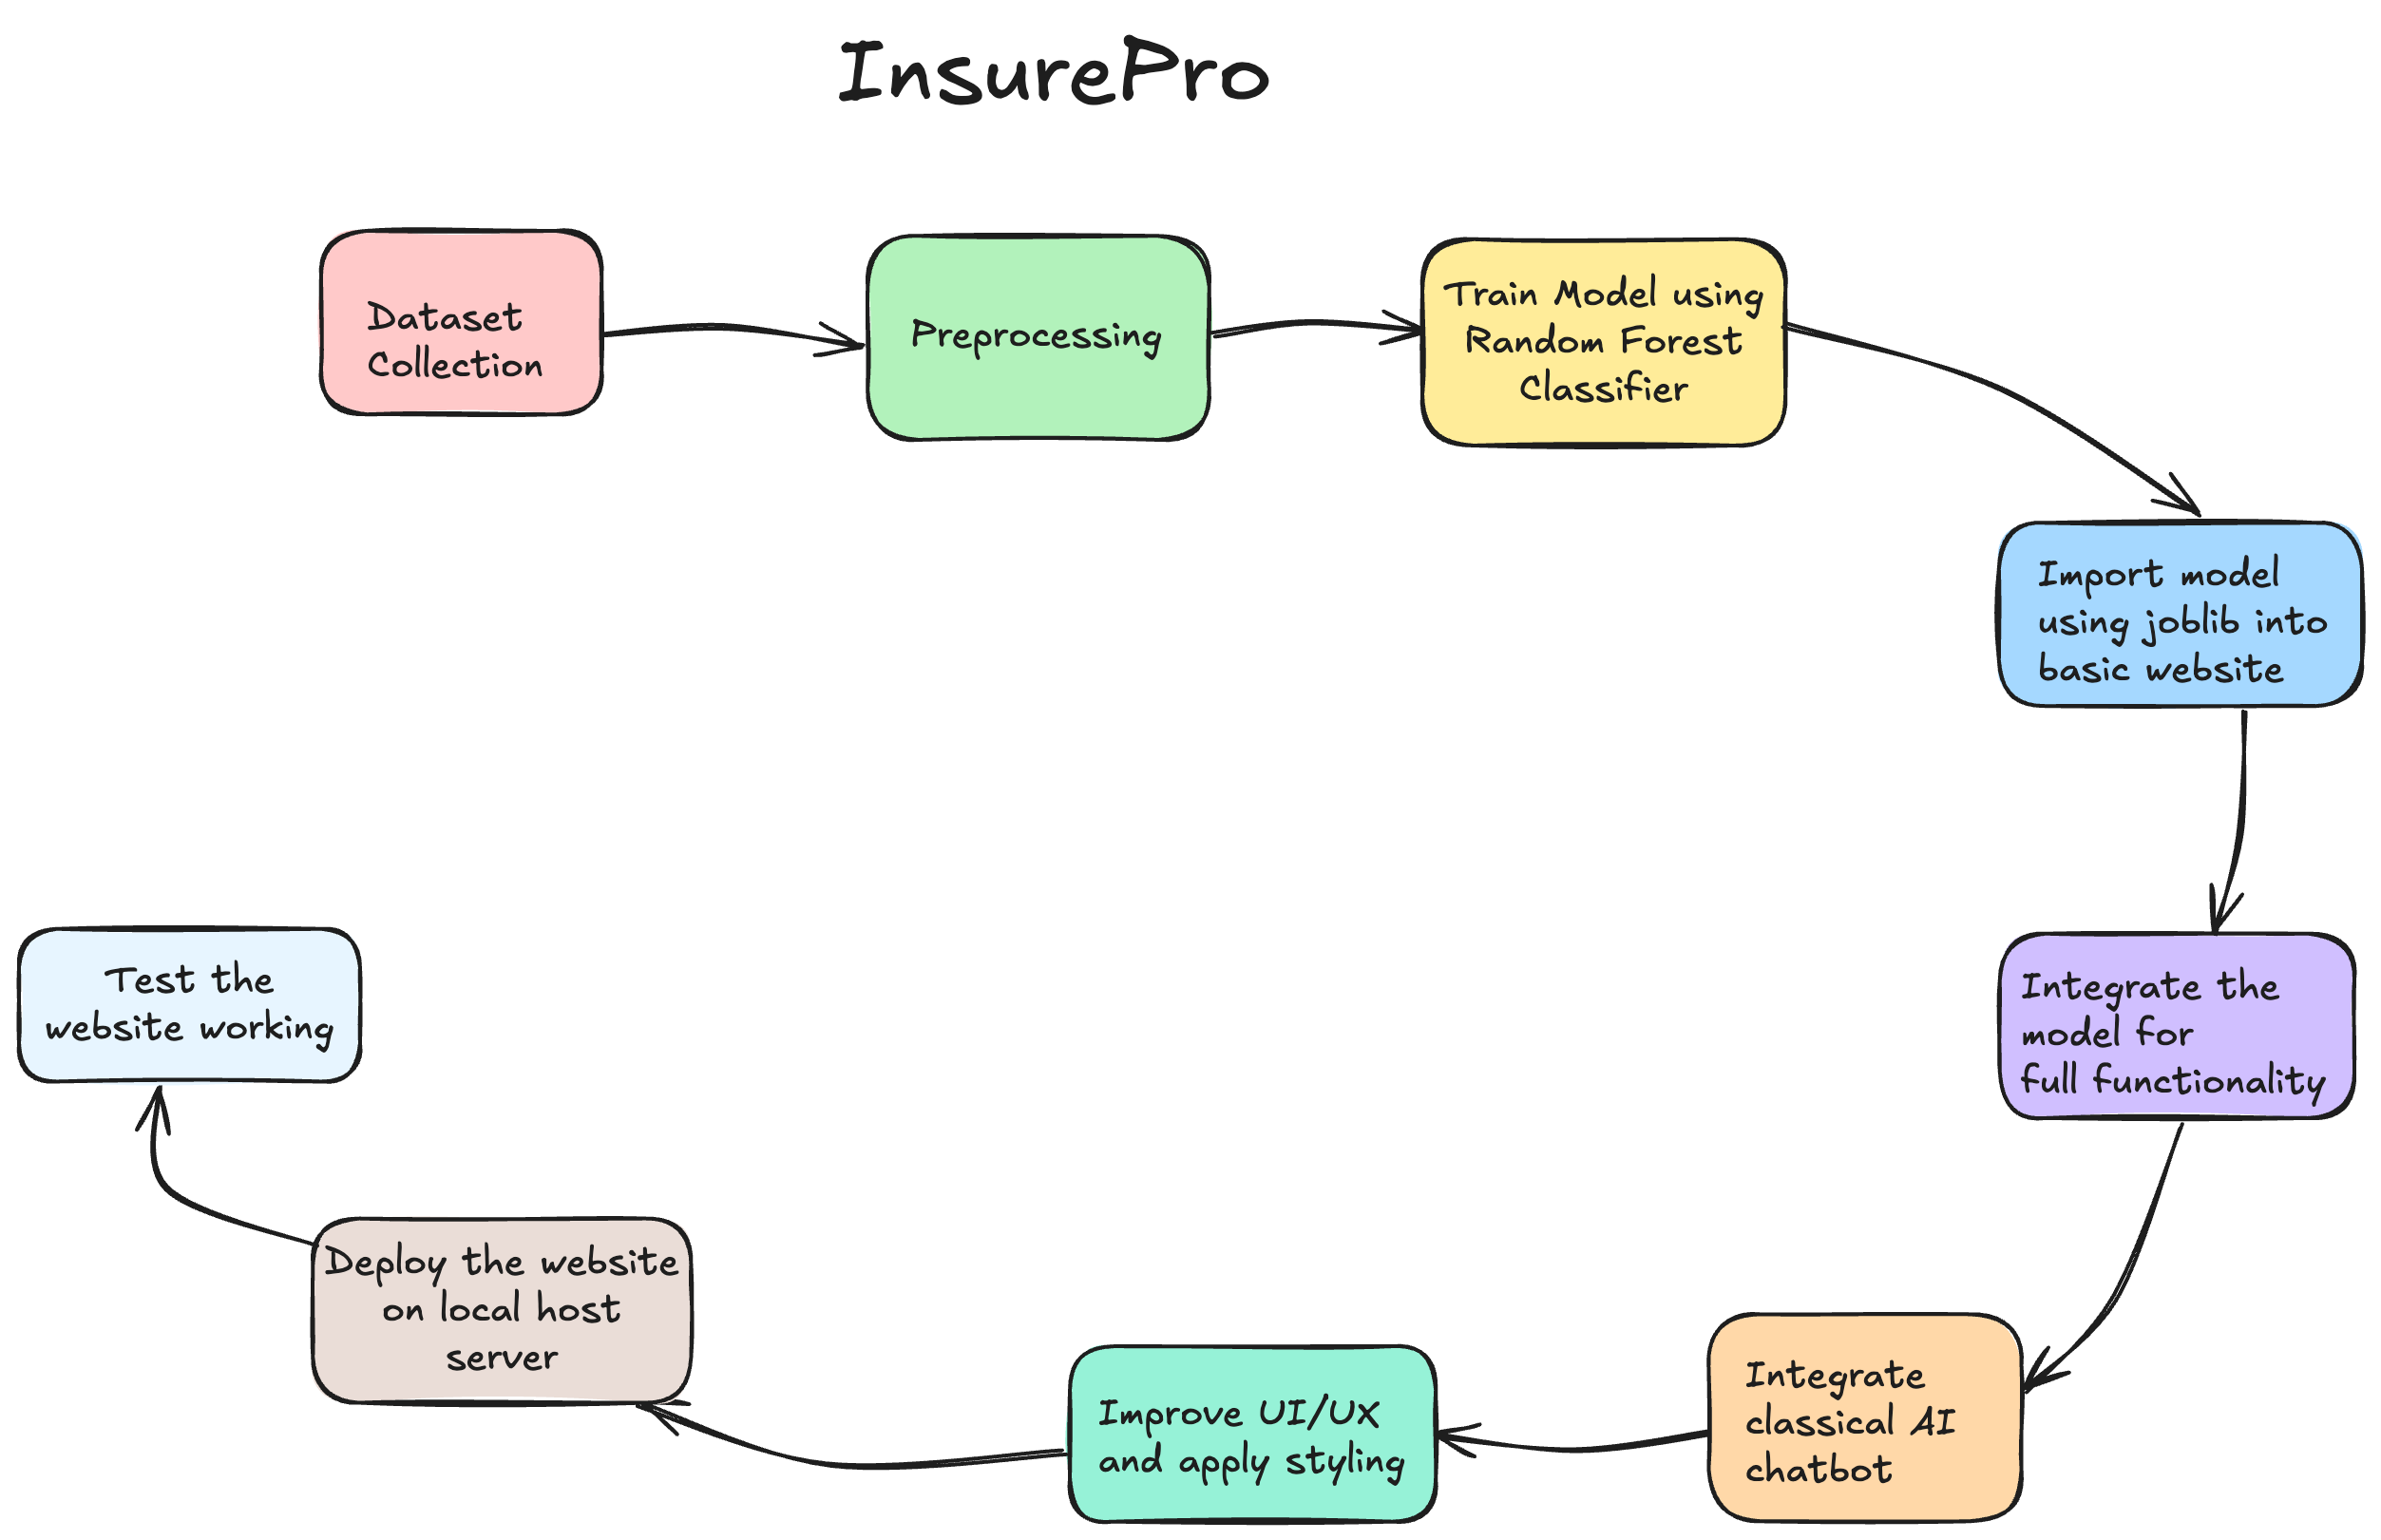 InsurePro
Dataset
Collection
Preprocessing
Train Model using
Random Forest
Classifier
Import model
using joblib into
basic website
Integrate the
model for
full functionality
Integrate
classical AI
chatbot
Improve UI/UX
and apply styling
Deploy the website
on local host
server
Test the
website working